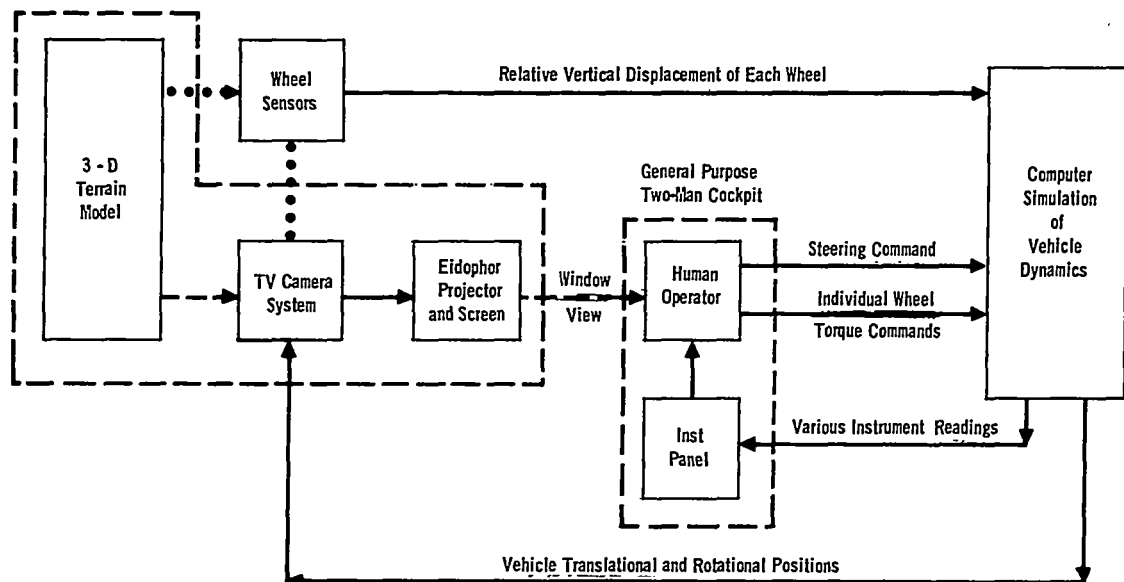 3 - D
Terrain
Model
Wheel
Sensors
Relative Vertical Displacement of Each Wheel
General Purpose
Two-Man Cockpit
Computer
Simulation
of
Vehicle
Dynamics
TV Camera
System
Eidophor
Projector
and Screen
Window
View
Human
Operator
Steering Command
Individual Wheel
Torque Commands
Inst
Panel
Various Instrument Readings
Vehicle Translational and Rotational Positions